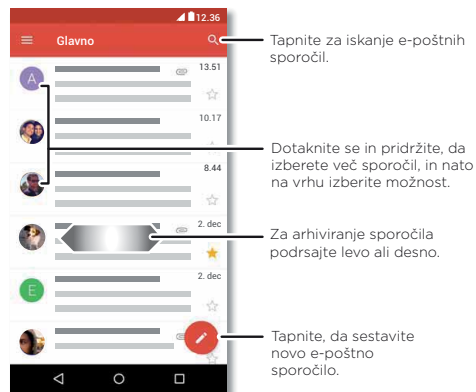 12.36
Glavno
A
13.51
10.17
8.44
2. dec
E
2. dec
Tapnite za iskanje e-poštnih
sporočil.
Dotaknite se in pridržite, da
izberete več sporočil, in nato
na vrhu izberite možnost.
Za arhiviranje sporočila
podrsajte levo ali desno.
Tapnite, da sestavite
novo e-poštno
sporočilo.